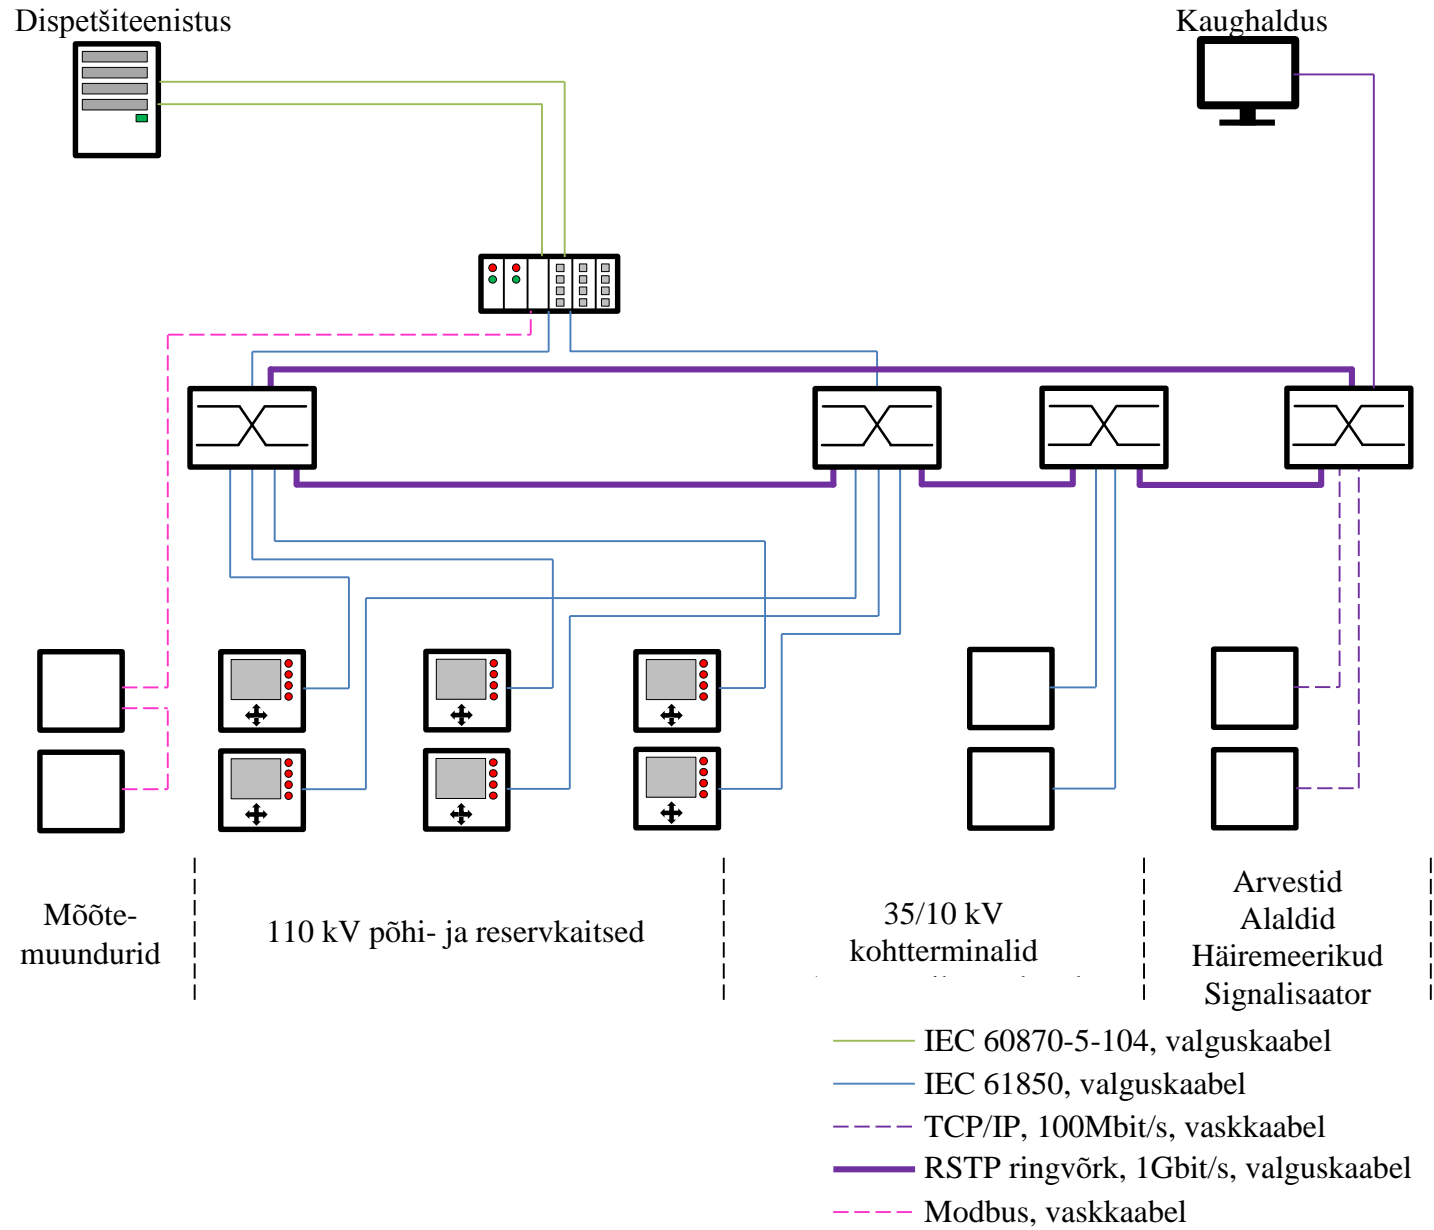 Dispetšiteenistus
Kaughaldus
Mõõte-
muundurid
110 kV põhi- ja reservkaitsed
35/10 kV
kohtterminalid
Arvestid
Alaldid
Häiremeerikud
Signalisaator
IEC 60870-5-104, valguskaabel
IEC 61850, valguskaabel
TCP/IP, 100Mbit/s, vaskkaabel
RSTP ringvõrk, 1Gbit/s, valguskaabel
Modbus, vaskkaabel